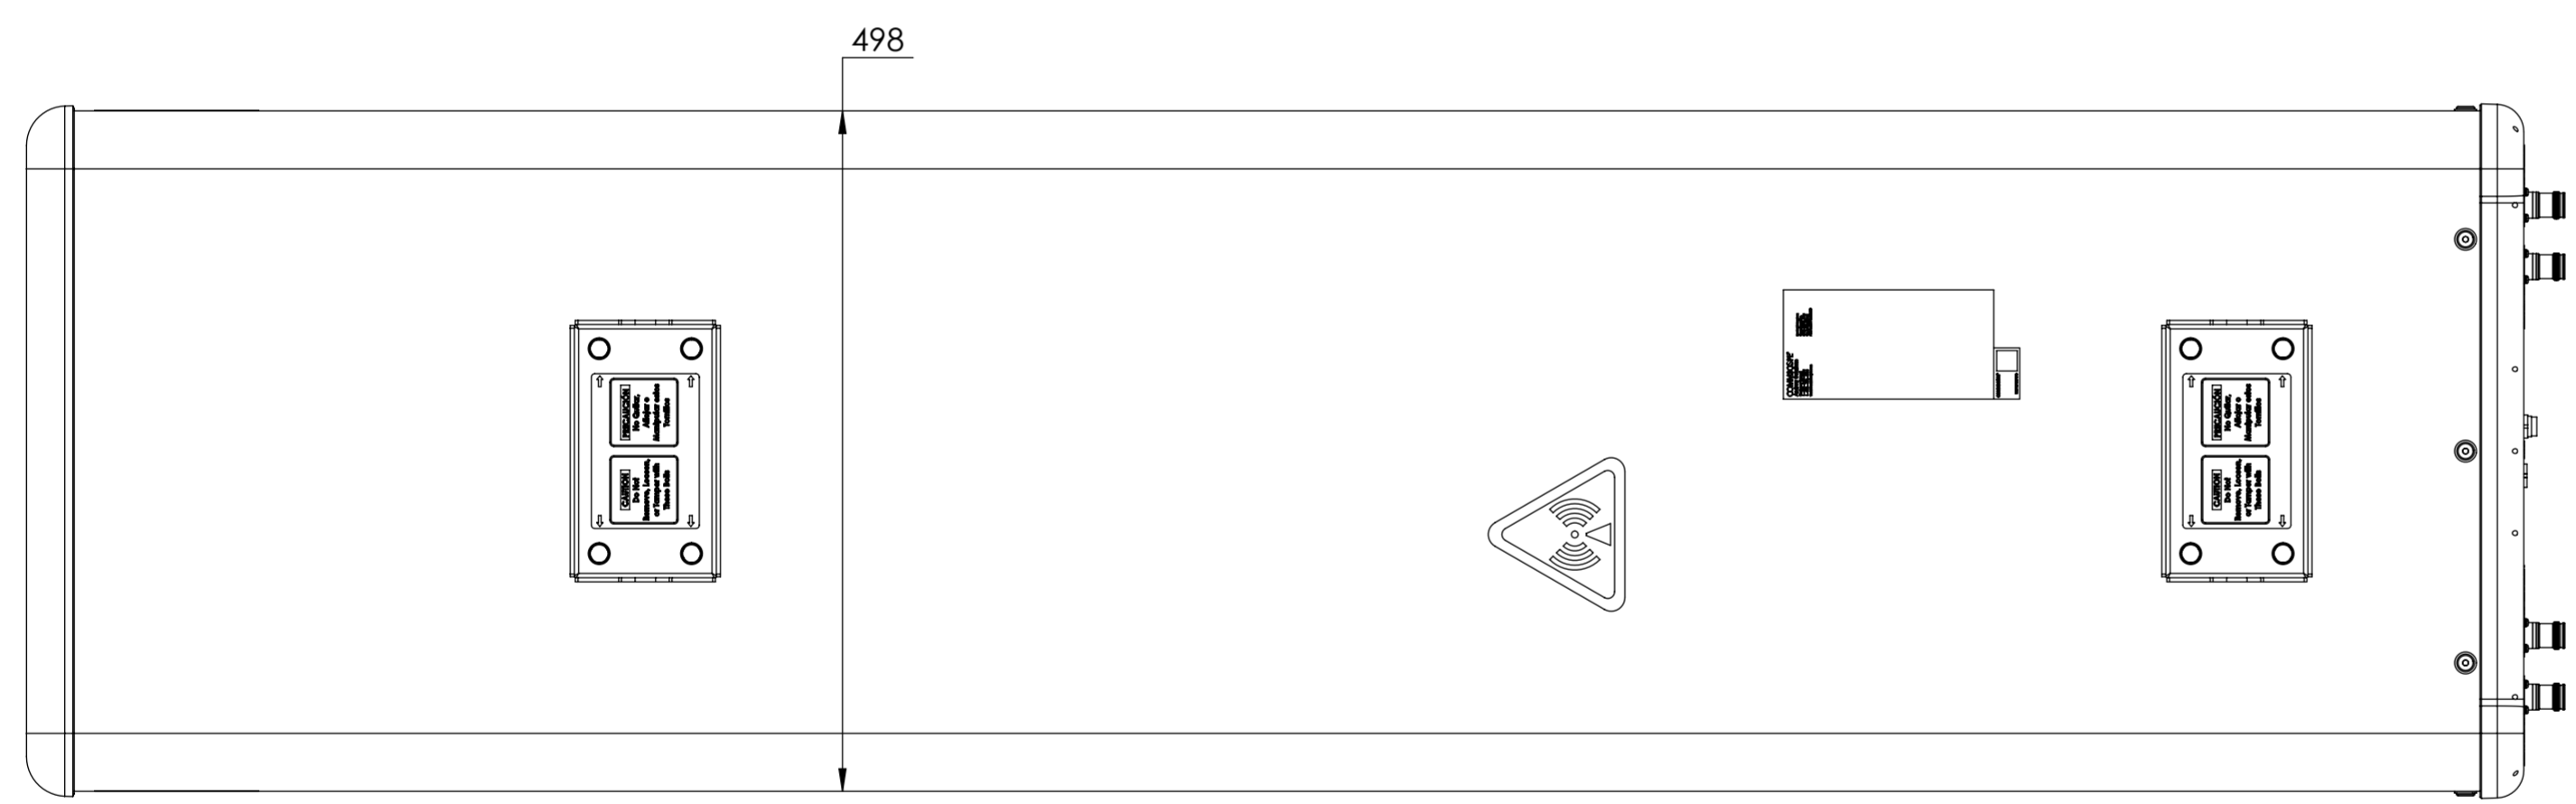 498
PRECAUCIÓN
No Quitar,
Aflojar o
Manipular estos
Tornillos
CAUTION
Do Not
Remove, Loosen,
or Tamper with
These Bolts
COMMSCOPE
PRECAUCIÓN
No Quitar,
Aflojar o
Manipular estos
Tornillos
CAUTION
Do Not
Remove, Loosen,
or Tamper with
These Bolts